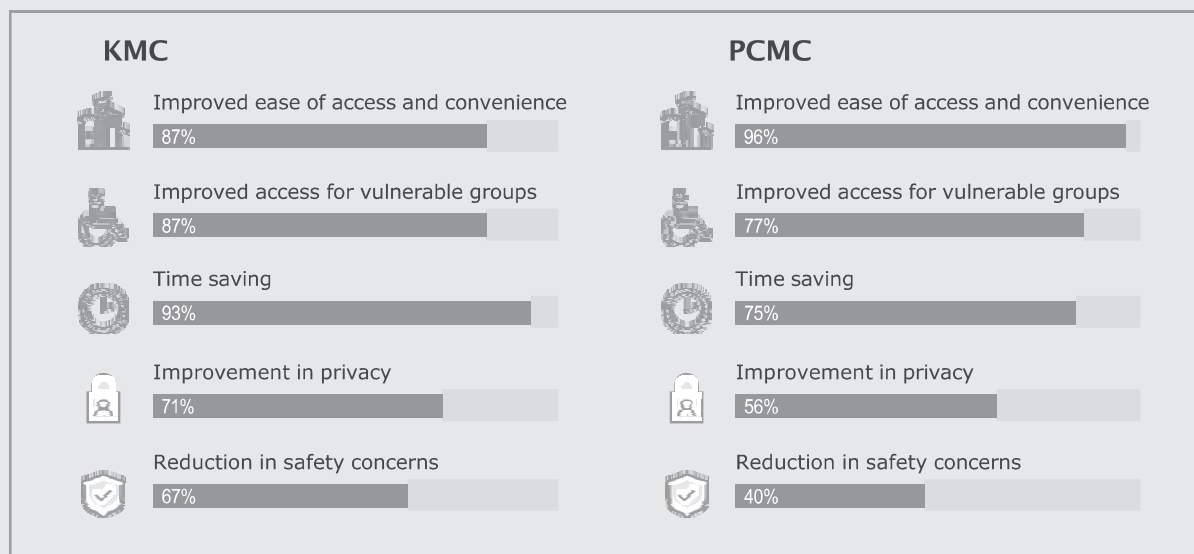 KMC
Improved ease of access and convenience
87%
Improved access for vulnerable groups
87%
Time saving
93%
Improvement in privacy
71%
Reduction in safety concerns
67%
PCMC
Improved ease of access and convenience
96%
Improved access for vulnerable groups
77%
Time saving
75%
Improvement in privacy
56%
Reduction in safety concerns
40%